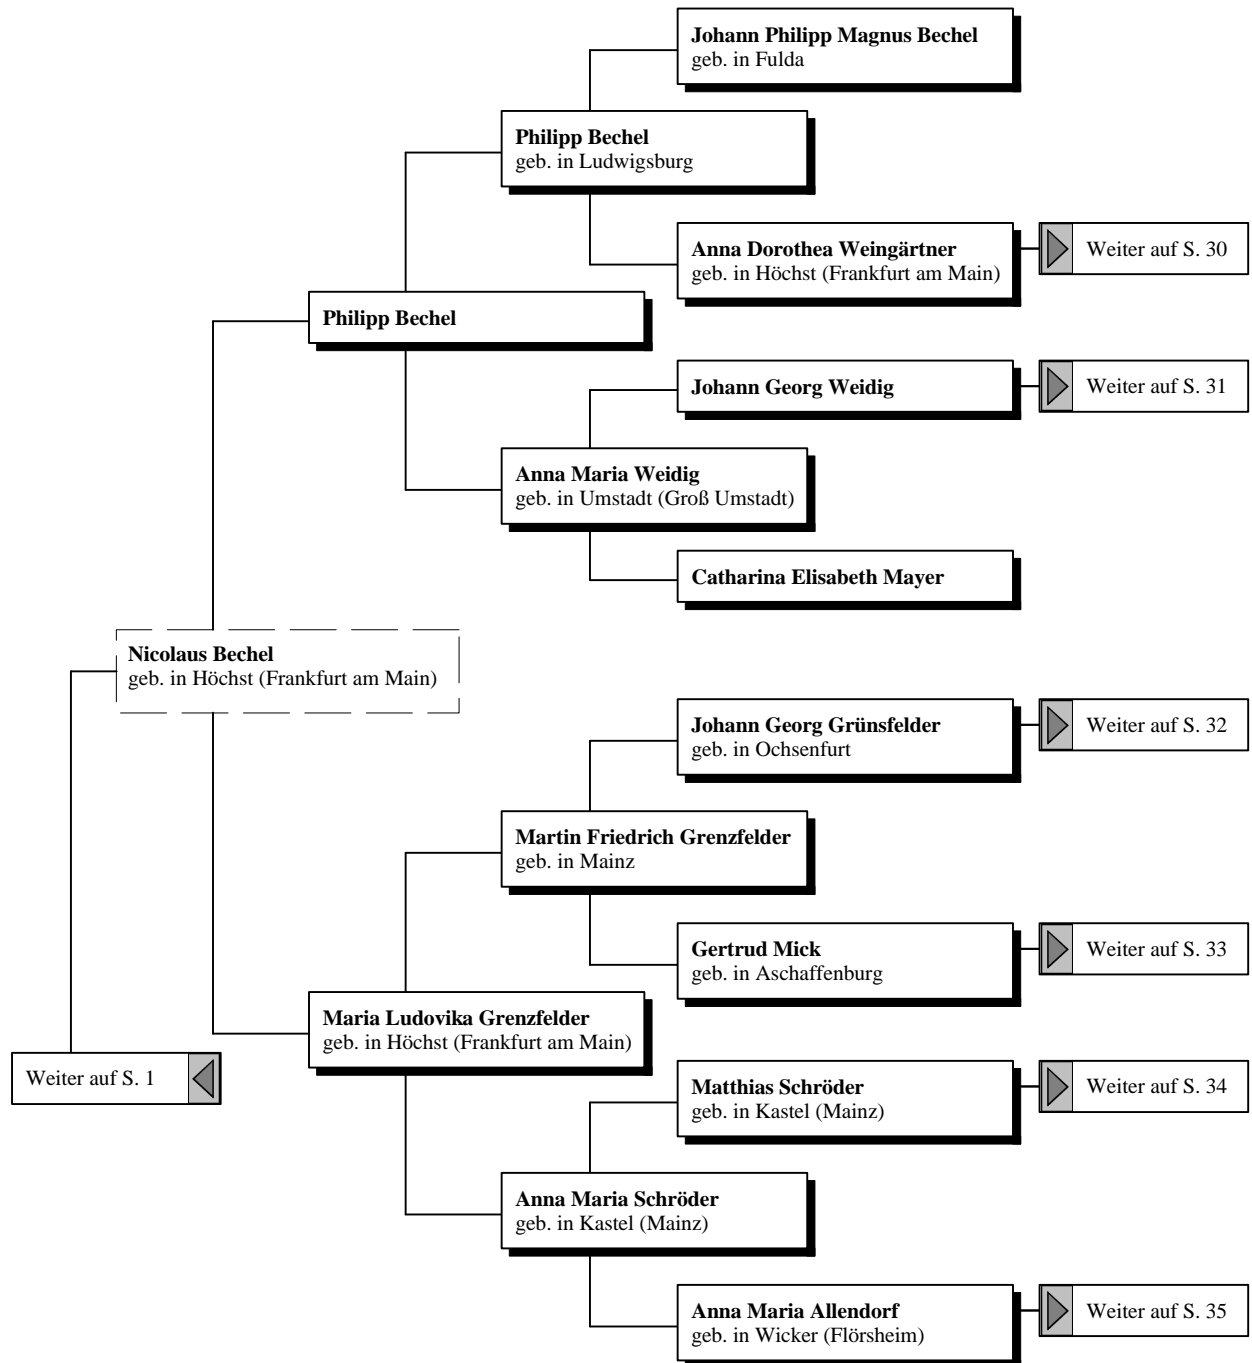 Johann Philipp Magnus Bechel
geb. in Fulda
Philipp Bechel
geb. in Ludwigsburg
Anna Dorothea Weingärtner
geb. in Höchst (Frankfurt am Main)
Weiter auf S. 30
Philipp Bechel
Johann Georg Weidig
Weiter auf S. 31
Anna Maria Weidig
geb. in Umstadt (Groß Umstadt)
Catharina Elisabeth Mayer
Nicolaus Bechel
geb. in Höchst (Frankfurt am Main)
Johann Georg Grünsfelder
geb. in Ochsenfurt
Weiter auf S. 32
Martin Friedrich Grenzfelder
geb. in Mainz
Gertrud Mick
geb. in Aschaffenburg
Weiter auf S. 33
Maria Ludovika Grenzfelder
geb. in Höchst (Frankfurt am Main)
Weiter auf S. 1
Matthias Schröder
geb. in Kastel (Mainz)
Weiter auf S. 34
Anna Maria Schröder
geb. in Kastel (Mainz)
Anna Maria Allendorf
geb. in Wicker (Flörsheim)
Weiter auf S. 35